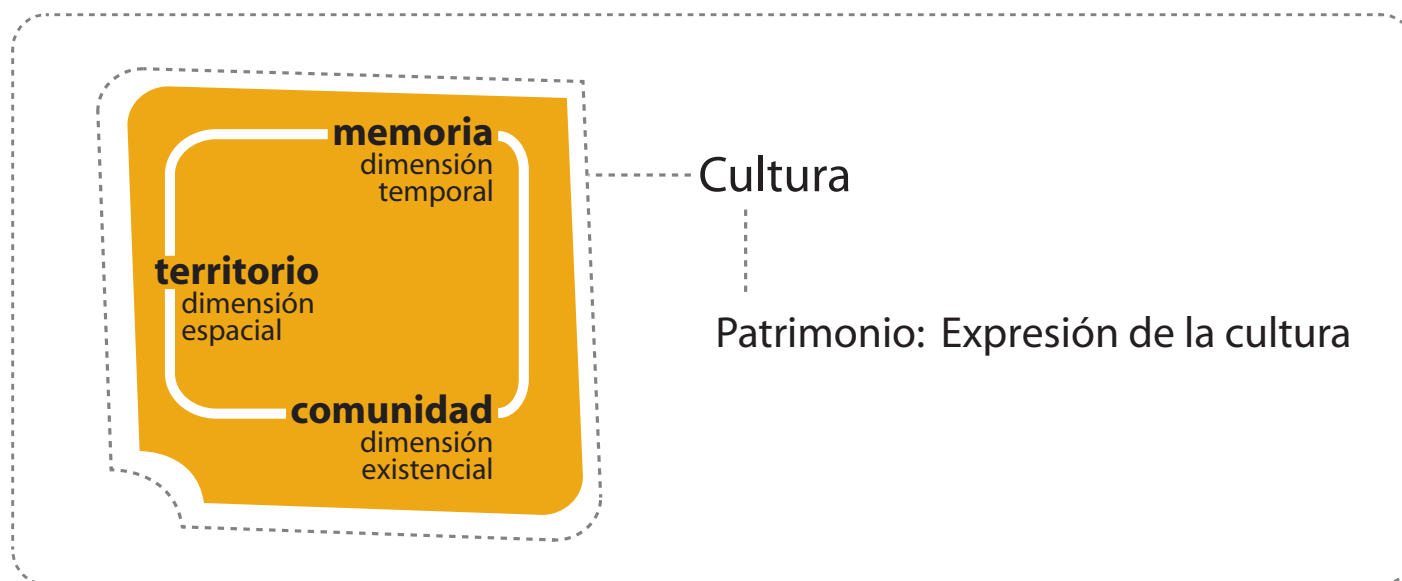 memoria
dimensión
temporal
Cultura
territorio
dimensión
espacial
Patrimonio: Expresión de la cultura
comunidad
dimensión
existencial